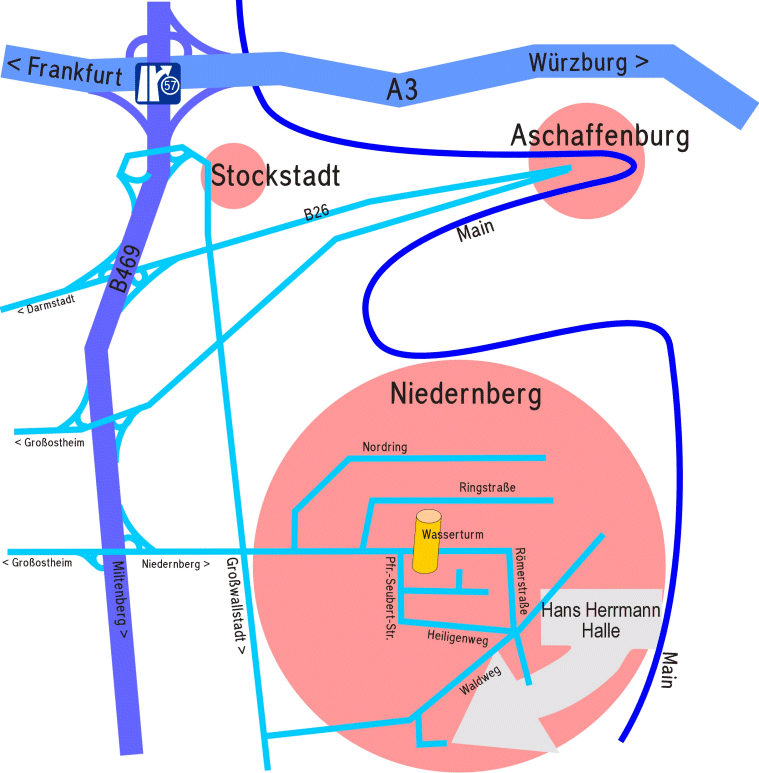 < Frankfurt
57
A3
Würzburg >
Aschaffenburg
Stockstadt
B26
Main
B469
< Darmstadt
Niedernberg
< Großostheim
Nordring
Ringstraße
Wasserturm
< Großostheim
Niedernberg >
Miltenberg >
Großwallstadt >
Pfr.-Seubert-Str.
Römerstraße
Heiligenweg
Waldweg
Hans Herrmann
Halle
Main